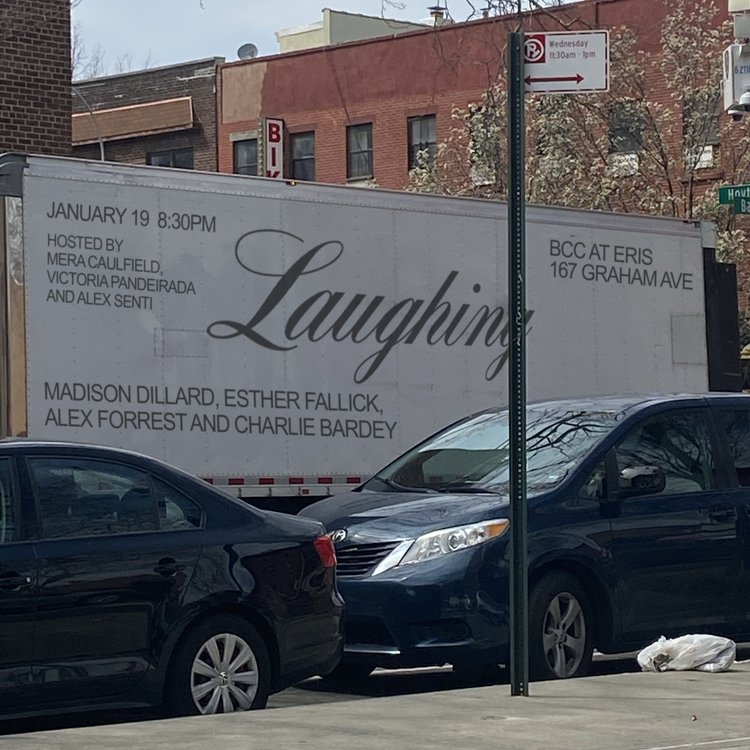 Wednesday
11:30am - 1pm
BIK
JANUARY 19 8:30PM
HOSTED BY
MERA CAULFIELD,
VICTORIA PANDEIRADA
AND ALEX SENTI
Laughing
BCC AT ERIS
167 GRAHAM AVE
MADISON DILLARD, ESTHER FALLICK,
ALEX FORREST AND CHARLIE BARDEY